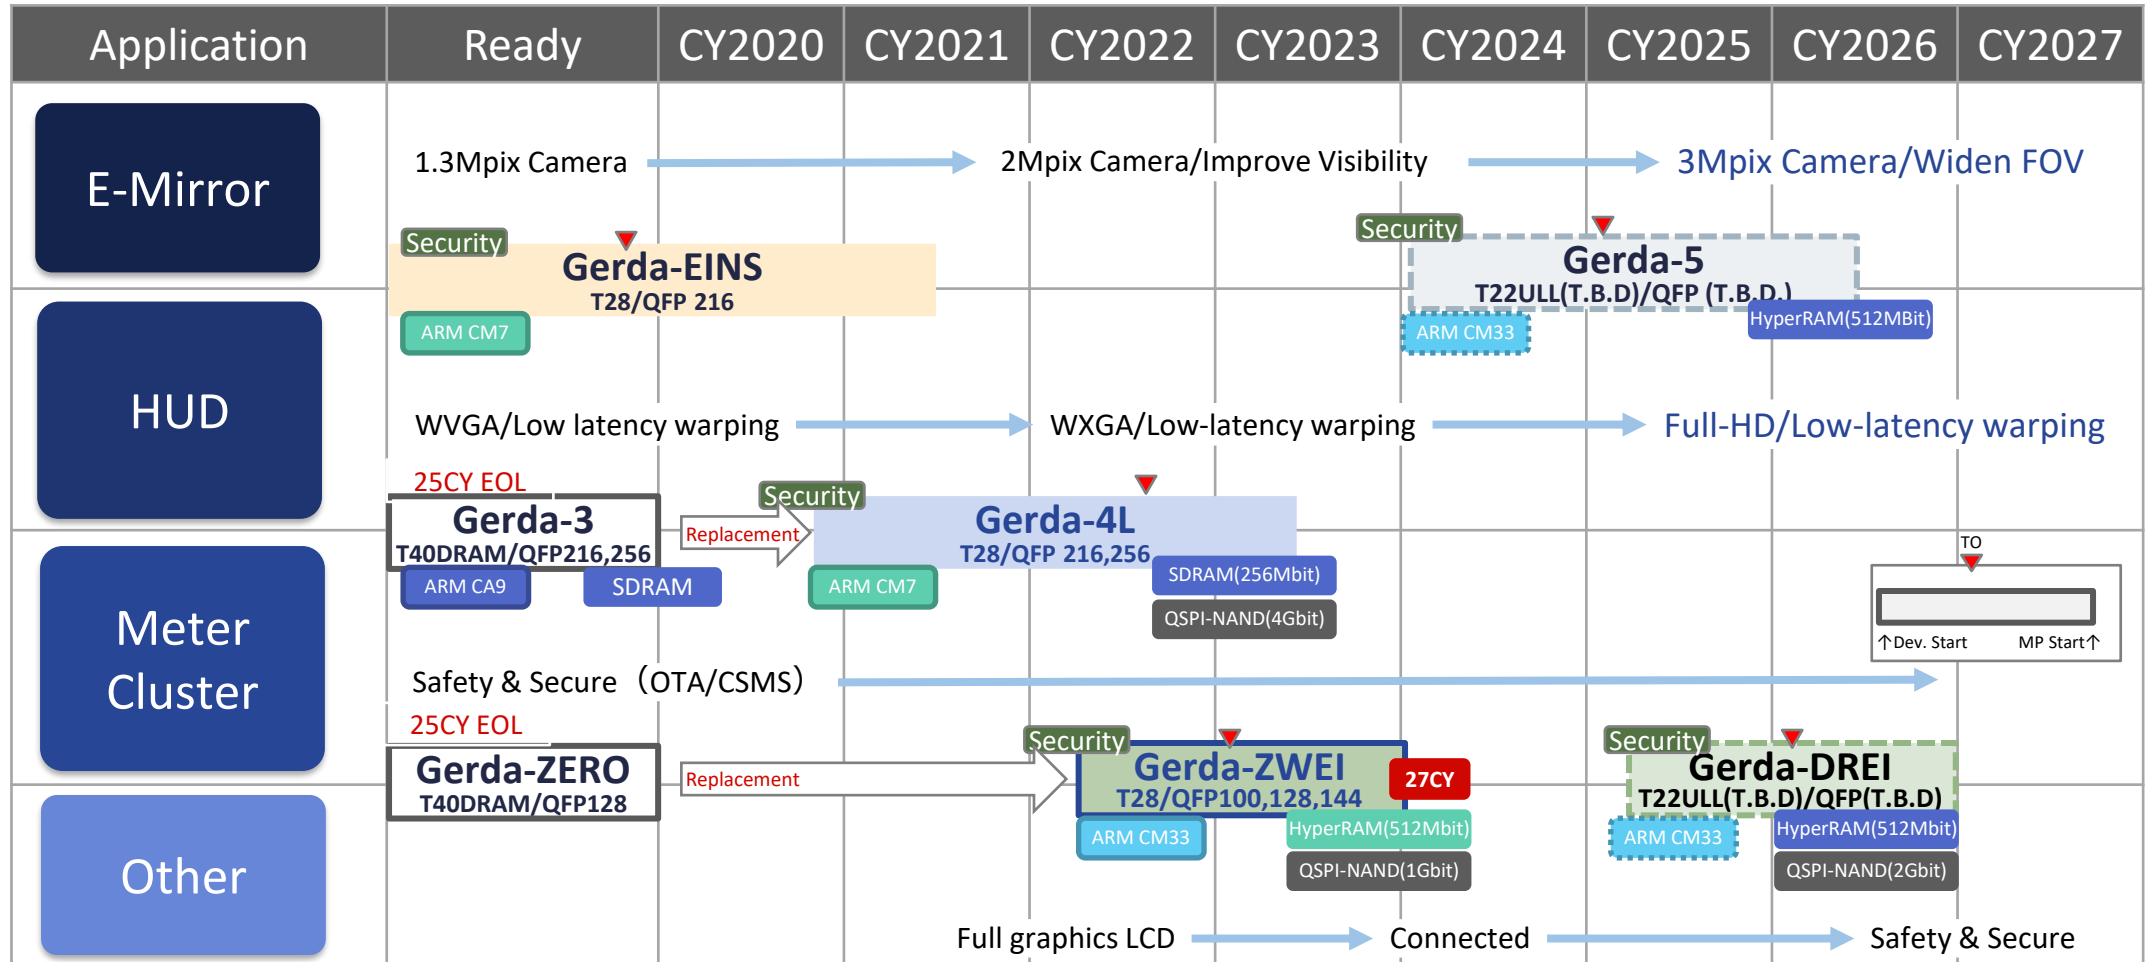 Application Ready CY2020 CY2021 CY2022 CY2023 CY2024 CY2025 CY2026 CY2027
E-Mirror
1.3Mpix Camera
2Mpix Camera/Improve Visibility
3Mpix Camera/Widen FOV
Security
Gerda-EINS
T28/QFP 216
ARM CM7
Security
Gerda-5
T22ULL(T.B.D)/QFP (T.B.D.)
ARM CM33
HyperRAM(512MBit)
HUD
WVGA/Low latency warping
WXGA/Low-latency warping
Full-HD/Low-latency warping
25CY EOL
Gerda-3
T40DRAM/QFP216,256
ARM CA9
SDRAM
Replacement
Security
Gerda-4L
T28/QFP 216,256
ARM CM7
SDRAM(256Mbit)
QSPI-NAND(4Gbit)
TO
↑Dev. Start
MP Start↑
Meter
Cluster
Safety & Secure（OTA/CSMS）
25CY EOL
Gerda-ZERO
T40DRAM/QFP128
Replacement
Security
Gerda-ZWEI
T28/QFP100,128,144
27CY
ARM CM33
HyperRAM(512Mbit)
QSPI-NAND(1Gbit)
Security
Gerda-DREI
T22ULL(T.B.D)/QFP(T.B.D)
ARM CM33
HyperRAM(512Mbit)
QSPI-NAND(2Gbit)
Other
Full graphics LCD
Connected
Safety & Secure